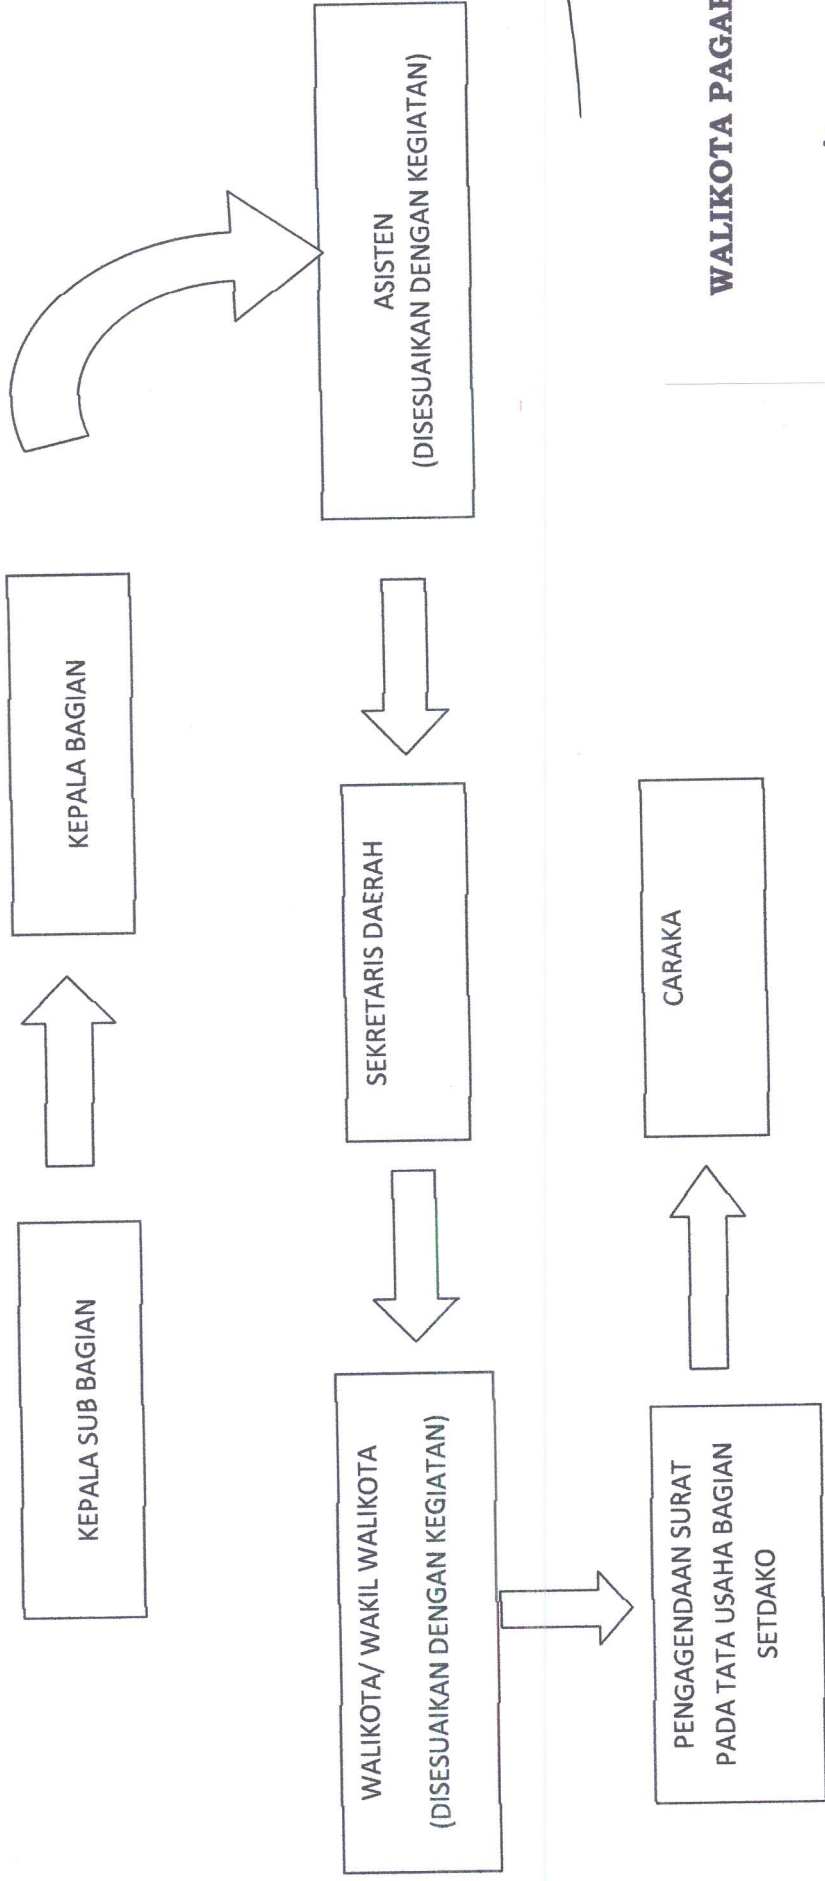 KEPALA SUB BAGIAN
KEPALA BAGIAN
ASISTEN
(DISESUAIKAN DENGAN KEGIATAN)
SEKRETARIS DAERAH
WALIKOTA/ WAKIL WALIKOTA
(DISESUAIKAN DENGAN KEGIATAN)
PENGAGENDAAN SURAT
PADA TATA USAHA BAGIAN
SETDAKO
CARAKA
WALIKOTA